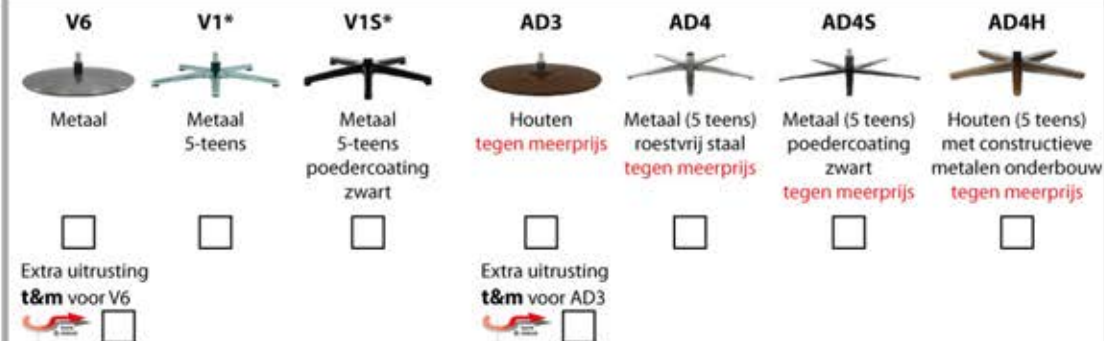 V6
Metaal
V1*
Metaal
5-teens
V1S*
Metaal
5-teens
poedercoating
zwart
AD3
Houten
tegen meerprijs
AD4
Metaal (5 teens)
roestvrij staal
tegen meerprijs
AD4S
Metaal (5 teens)
poedercoating
zwart
tegen meerprijs
AD4H
Houten (5 teens)
met constructieve
metalen onderbouw
tegen meerprijs
Extra uitrusting
t&m voor V6
Extra uitrusting
t&m voor AD3